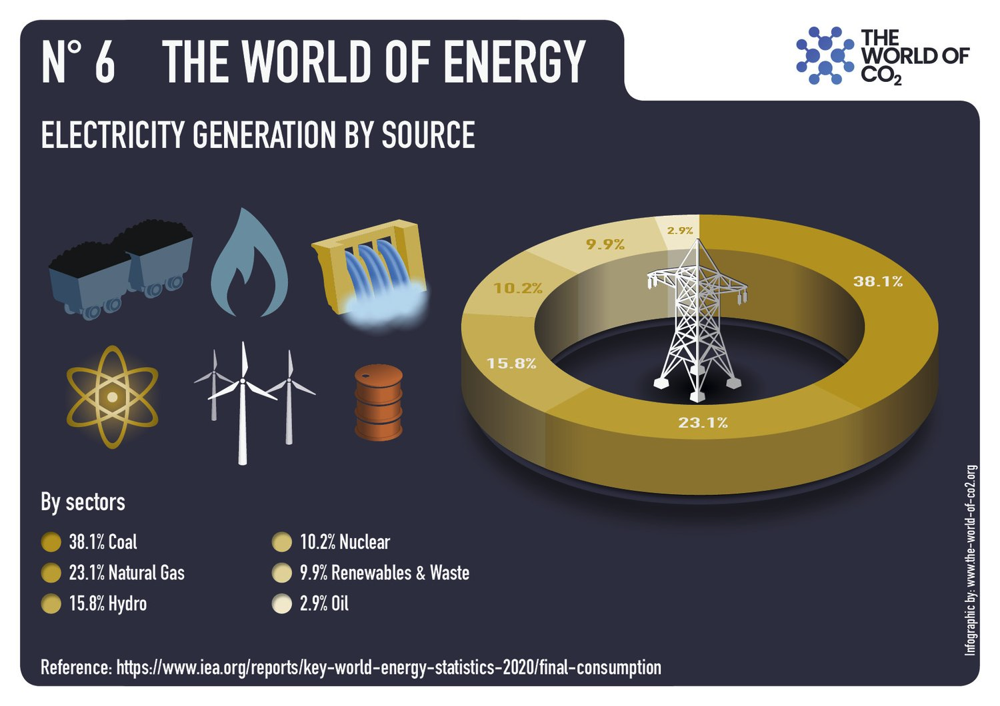 N° 6 THE WORLD OF ENERGY
THE
WORLD OF
CO₂
ELECTRICITY GENERATION BY SOURCE
2.9%
9.9%
38.1%
10.2%
15.8%
23.1%
By sectors
38.1% Coal
23.1% Natural Gas
15.8% Hydro
10.2% Nuclear
9.9% Renewables & Waste
2.9% Oil
Reference: https://www.iea.org/reports/key-world-energy-statistics-2020/final-consumption
Infographic by: www.the-world-of-co2.org